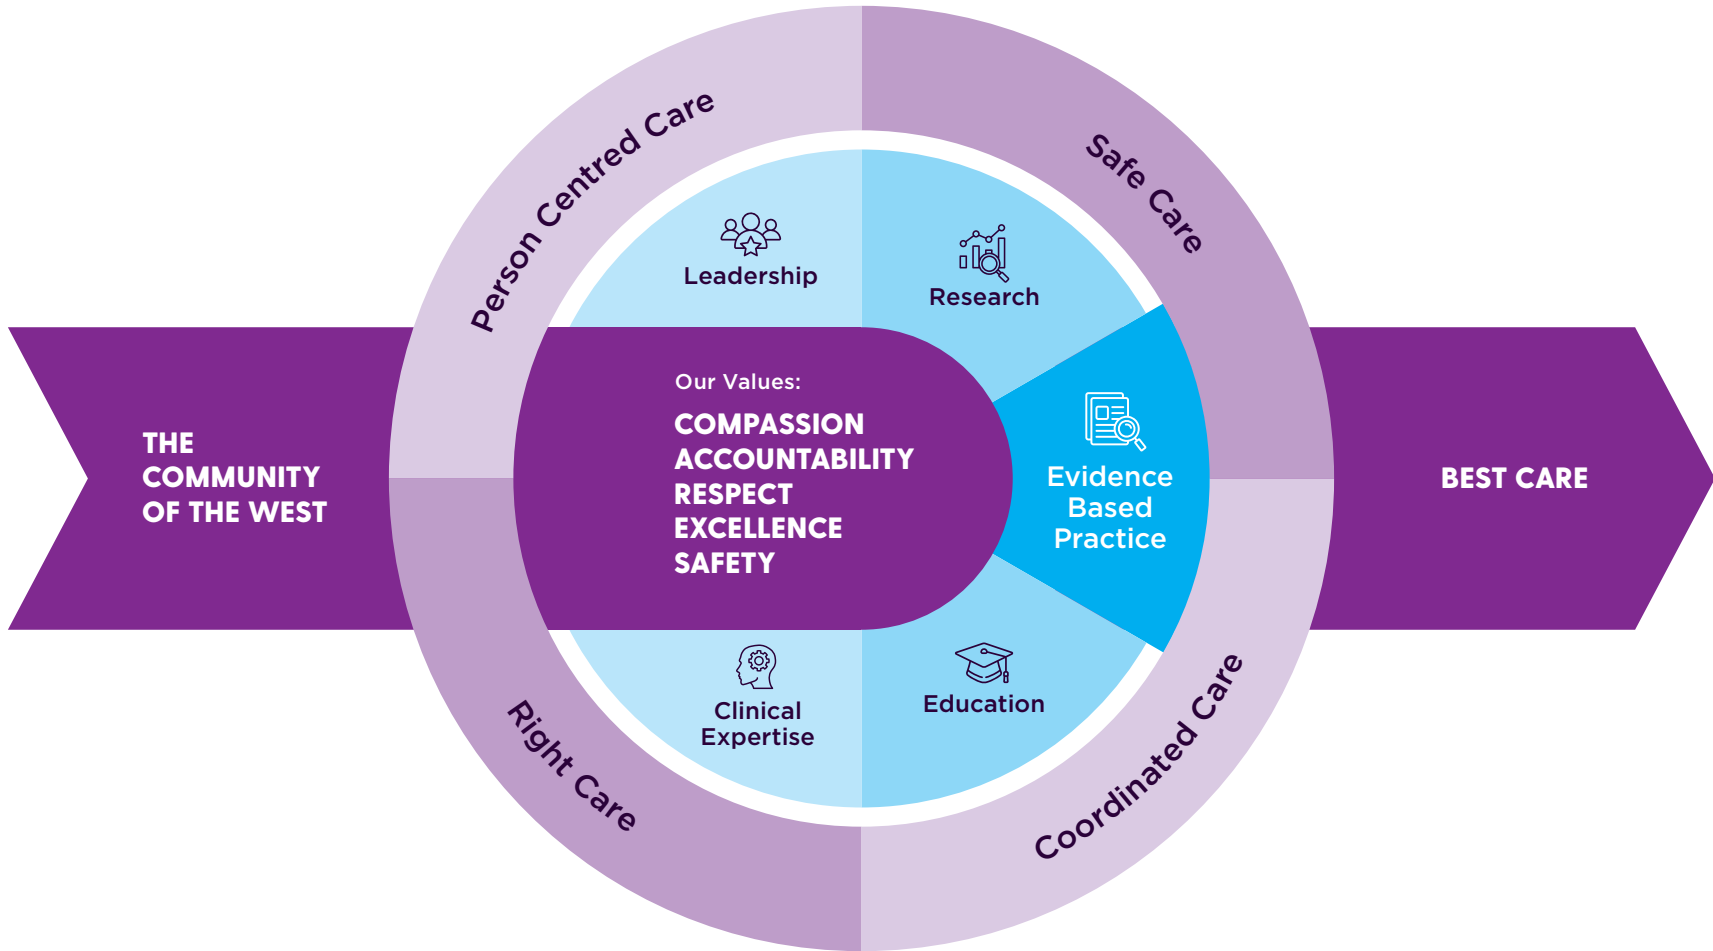 Person Centred Care
Safe Care
Leadership
Research
THE
COMMUNITY
OF THE WEST
Our Values:
COMPASSION
ACCOUNTABILITY
RESPECT
EXCELLENCE
SAFETY
Evidence
Based
Practice
BEST CARE
Clinical
Expertise
Education
Right Care
Coordinated Care